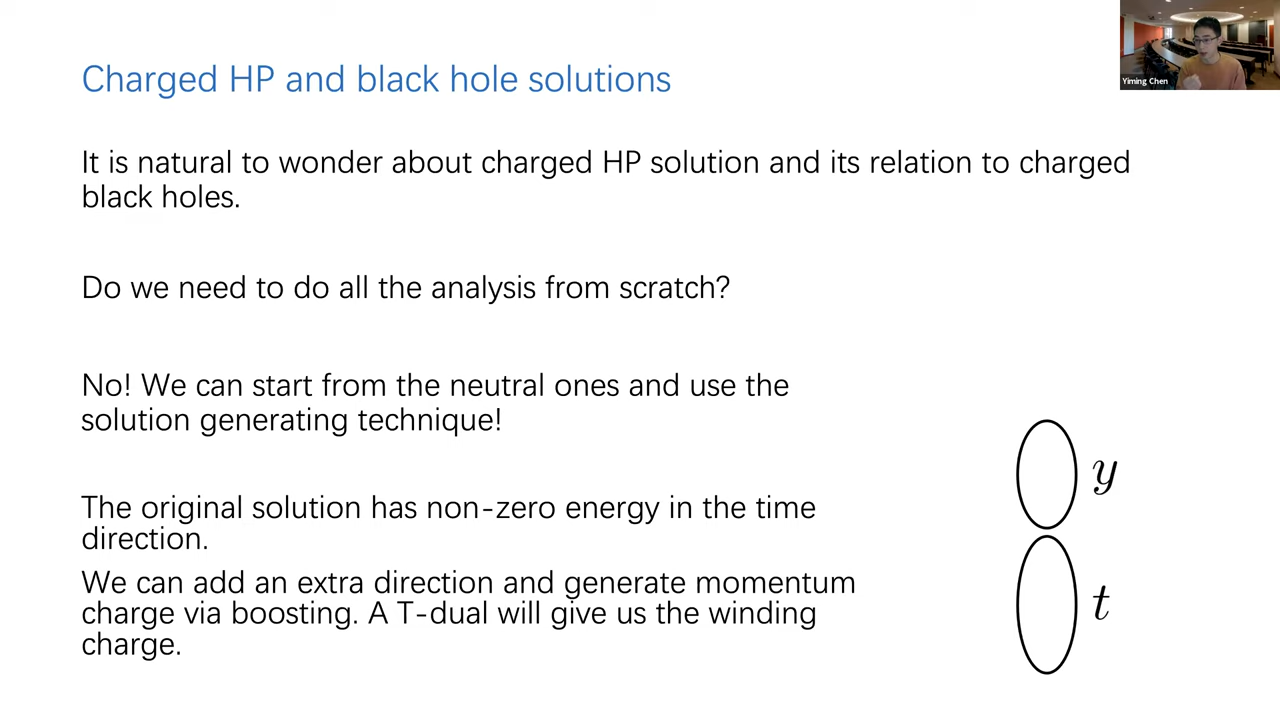 Charged HP and black hole solutions
Yiming Chen
It is natural to wonder about charged HP solution and its relation to charged
black holes.
Do we need to do all the analysis from scratch?
No! We can start from the neutral ones and use the
solution generating technique!
The original solution has non-zero energy in the time
direction.
We can add an extra direction and generate momentum
charge via boosting. A T-dual will give us the winding
charge.
y
t